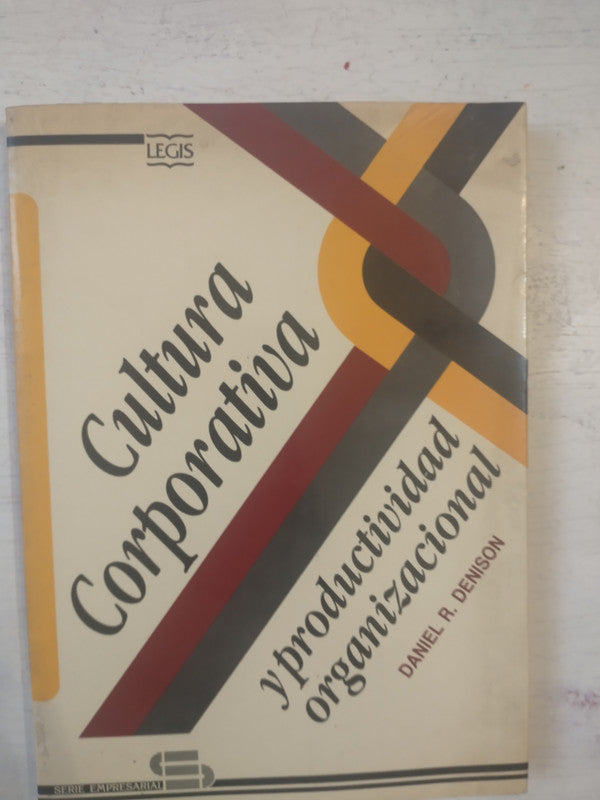 LEGIS
Cultura
Corporativa
y productividad
organizacional
DANIEL R. DENISON
SERIE EMPRESARIAL